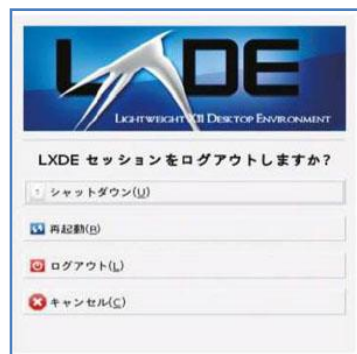 LXDE
LIGHTWEIGHT X11 DESKTOP ENVIRONMENT
LXDE セッションをログアウトしますか?
シャットダウン(U)
再起動(R)
ログアウト(L)
キャンセル(C)